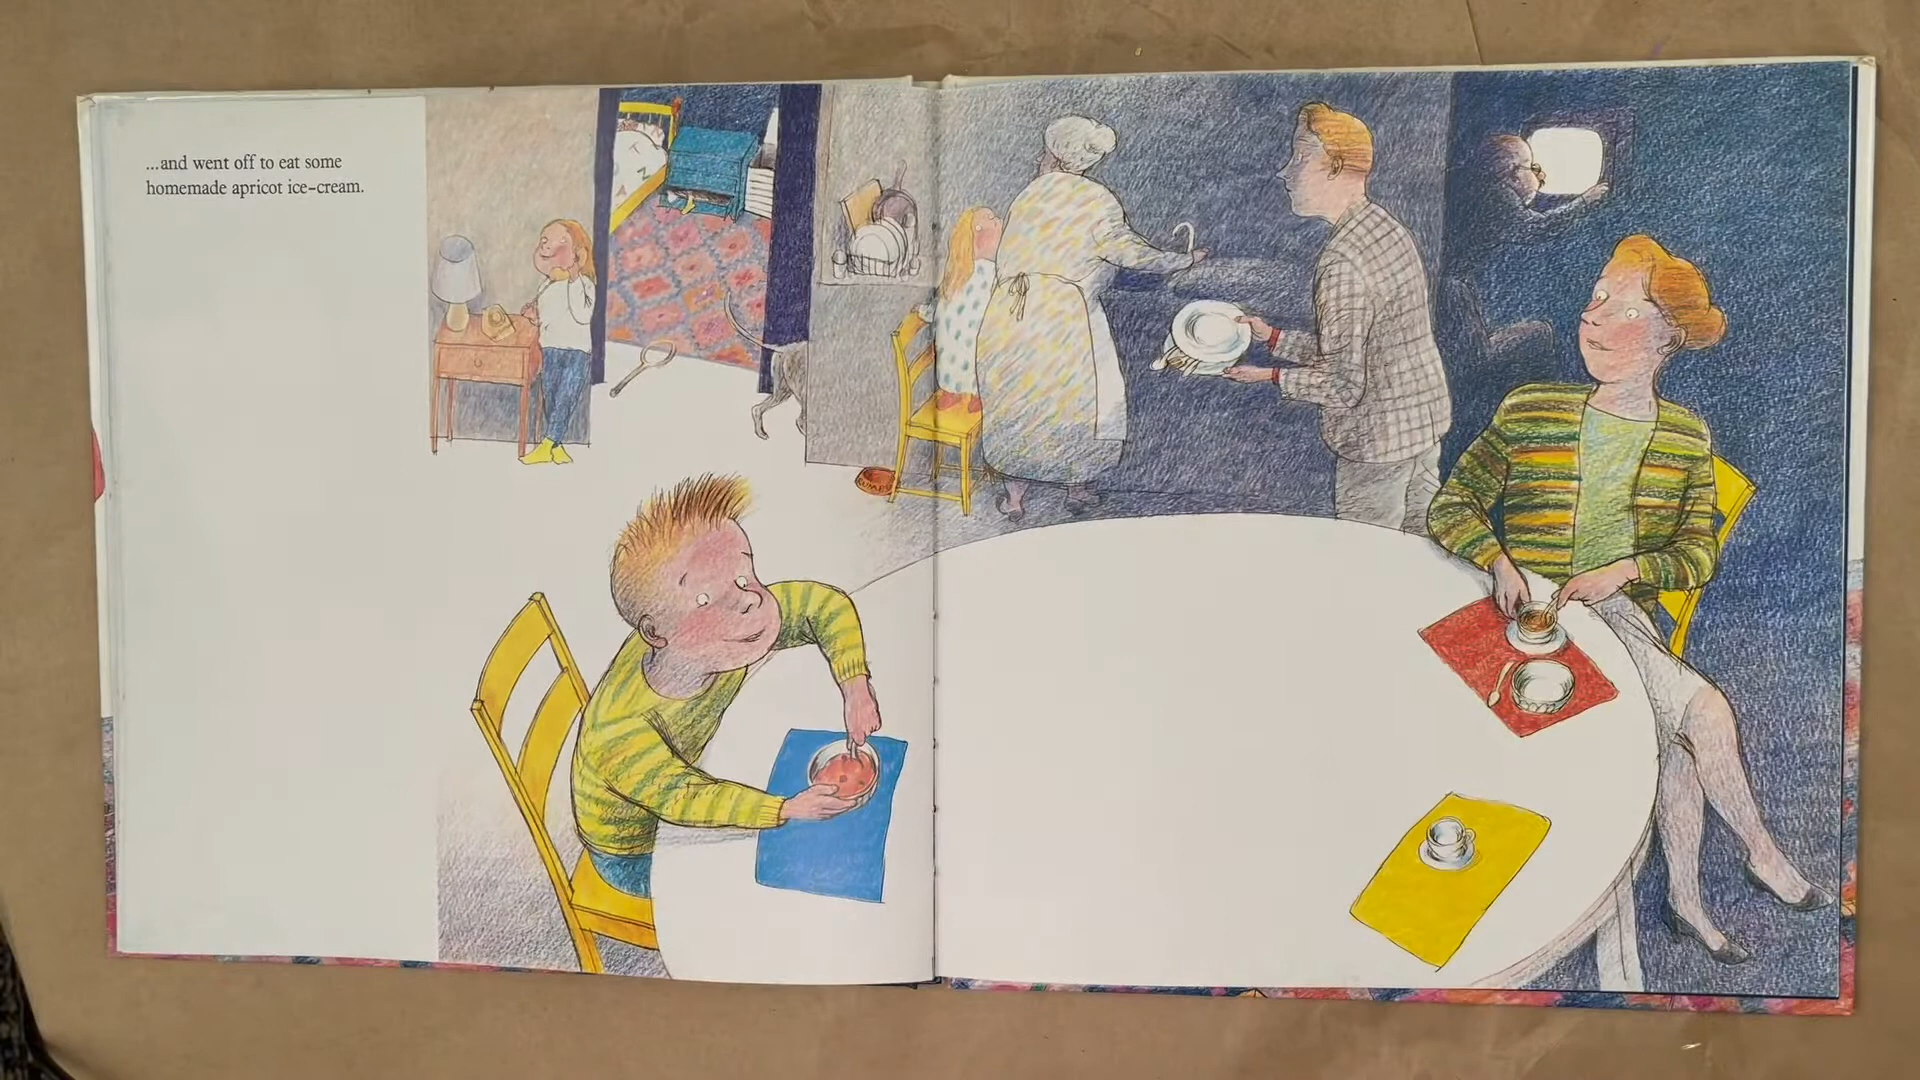 ...and went off to eat some
homemade apricot ice-cream.